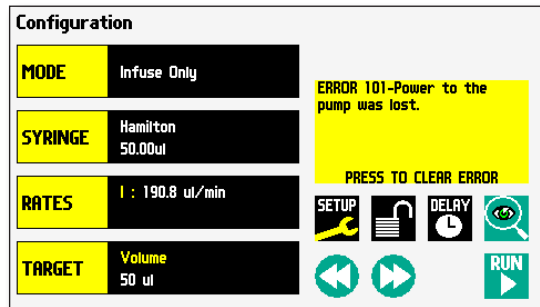 Configuration
MODE
Infuse Only
SYRINGE
Hamilton
50.00ul
RATES
I : 190.8 ul/min
TARGET
Volume
50 ul
ERROR 101-Power to the
pump was lost.
PRESS TO CLEAR ERROR
SETUP
DELAY
RUN